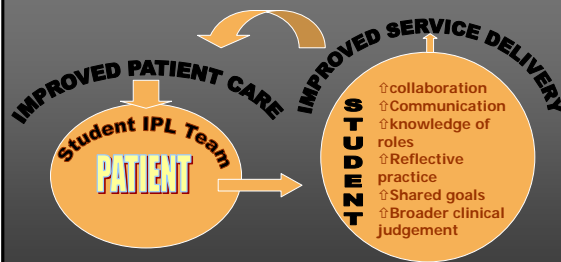 IMPROVED PATIENT CARE
Student IPL Team
PATIENT
IMPROVED SERVICE DELIVERY
STUDENT
⇧collaboration
⇧Communication
⇧knowledge of
roles
⇧Reflective
practice
⇧Shared goals
⇧Broader clinical
judgement